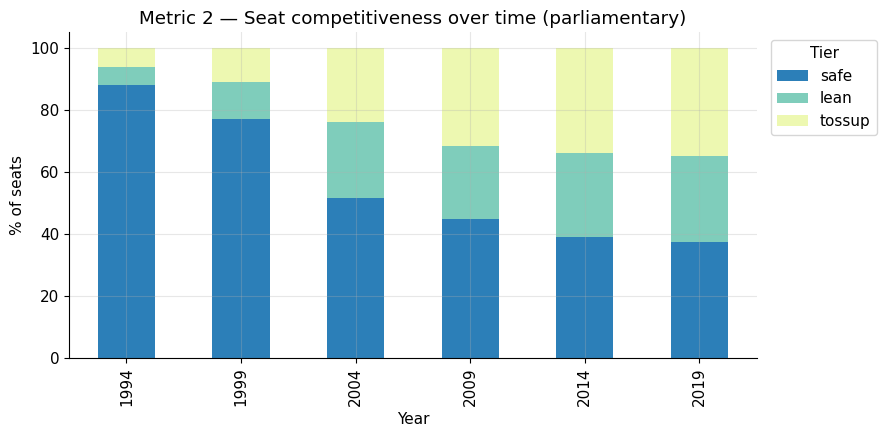 Metric 2 — Seat competitiveness over time (parliamentary)
% of seats
100
80
60
40
20
0
1994
1999
2004
2009
2014
2019
Year
Tier
safe
lean
tossup